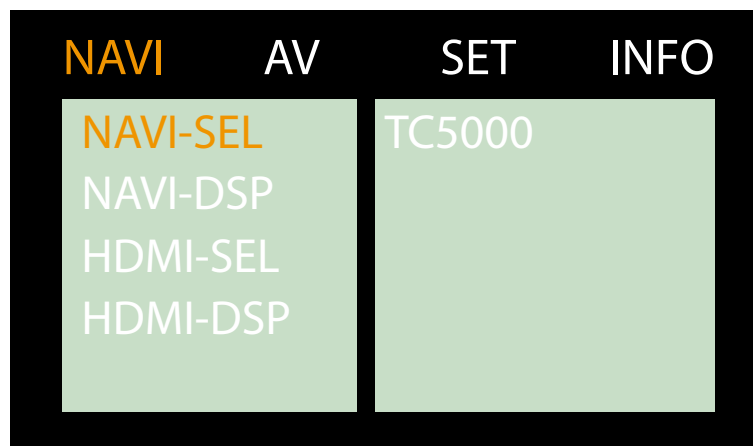 NAVI AV SET INFO
NAVI-SEL TC5000
NAVI-DSP
HDMI-SEL
HDMI-DSP